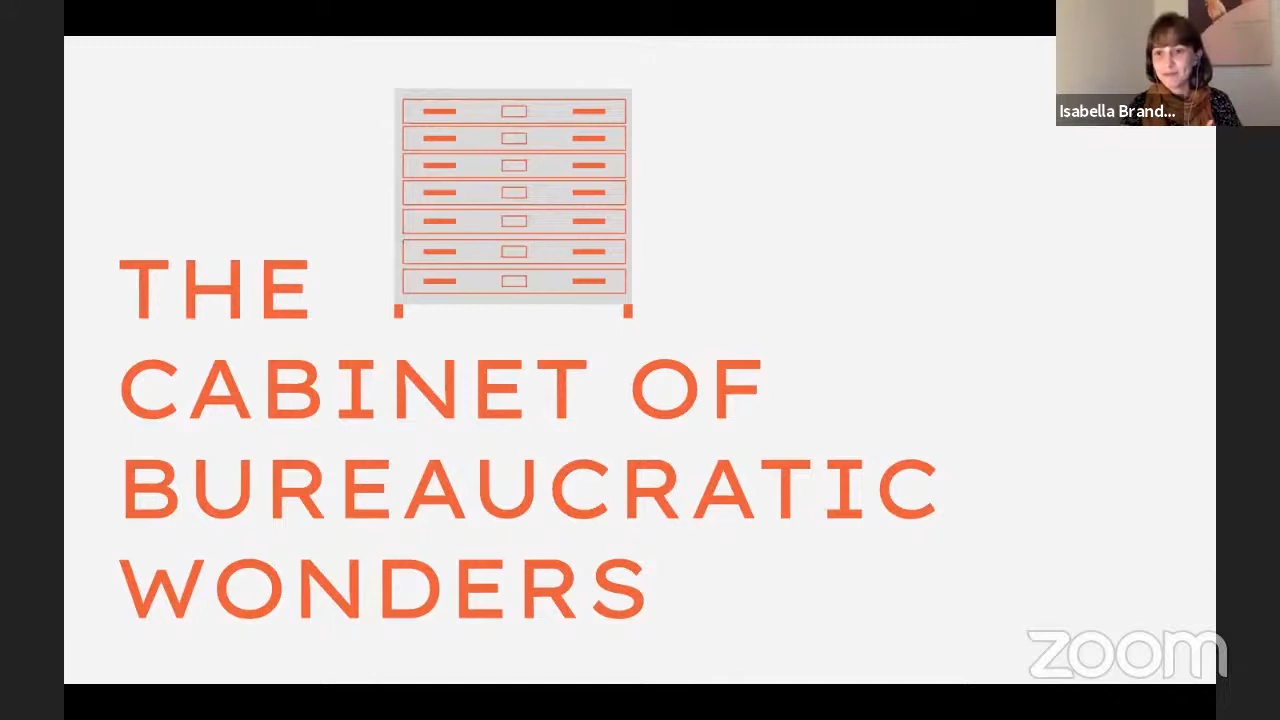 Isabella Brand...
THE
CABINET OF
BUREAUCRATIC
WONDERS
zoom